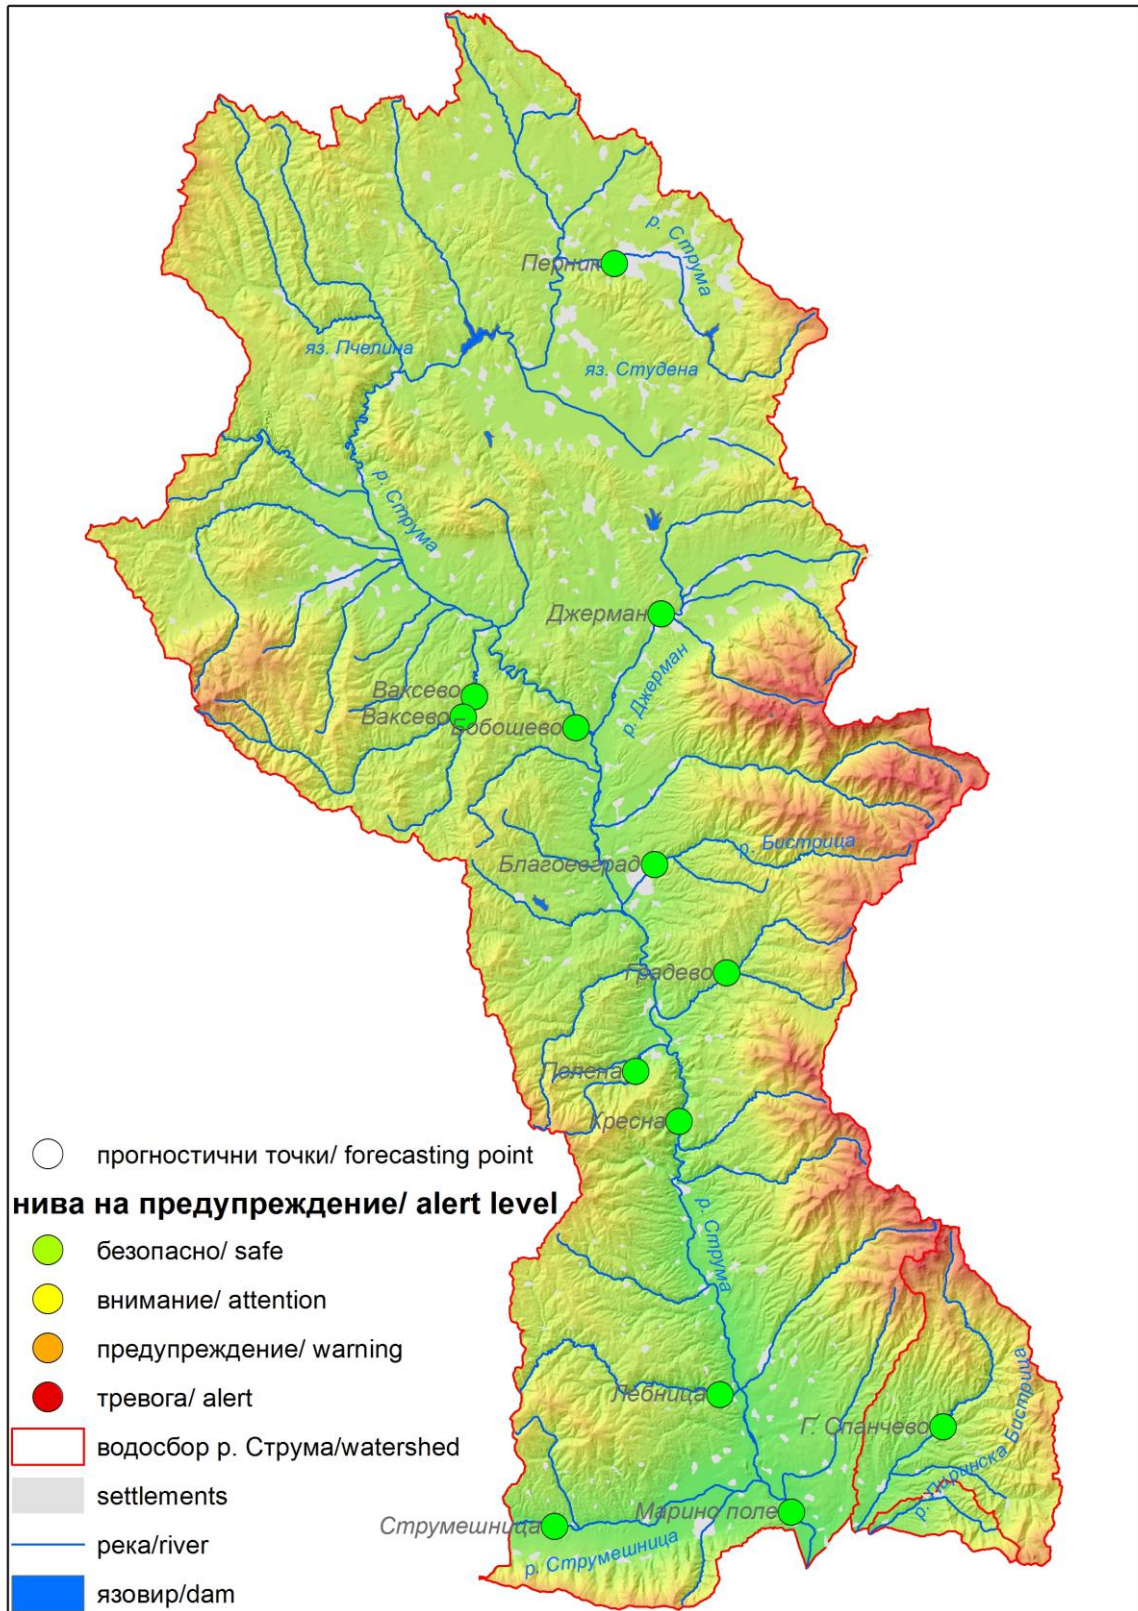 р. Струма
Перник
яз. Пчелина
яз. Студена
р. Струма
Джерман
р. Джерман
Ваксево
Ваксево
Бобошево
р. Бистрица
Благоевград
Градево
Полена
Кресна
р. Струма
прогностични точки/ forecasting point
нива на предупреждение/ alert level
безопасно/ safe
внимание/ attention
предупреждение/ warning
тревога/ alert
водосбор р. Струма/watershed
settlements
река/river
язовир/dam
Лебница
Г. Спанчево
р. Пиринска Бистрица
Марино поле
Струмешница
р. Струмешница